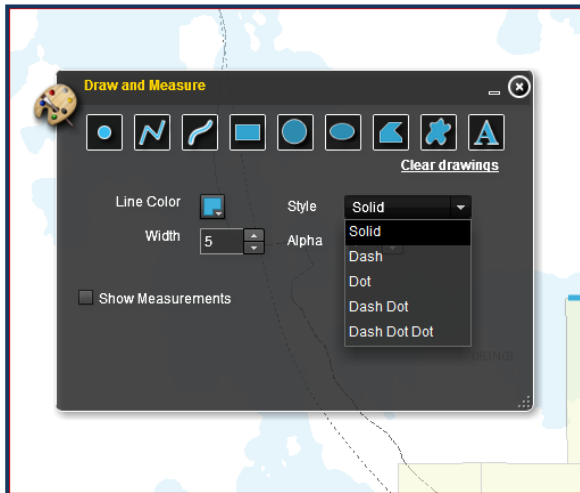 Draw and Measure
A
Clear drawings
Line Color
Style
Solid
Width
5
Alpha
Solid
Dash
Dot
Dash Dot
Dash Dot Dot
Show Measurements